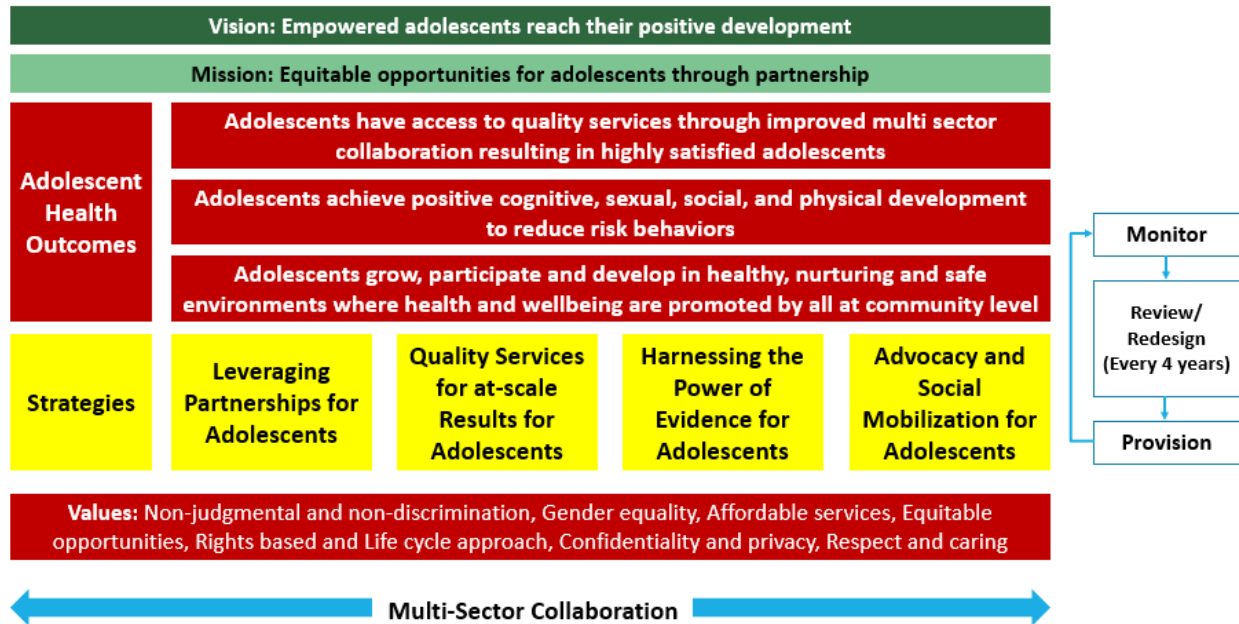 Vision: Empowered adolescents reach their positive development
Mission: Equitable opportunities for adolescents through partnership
Adolescent
Health
Outcomes
Adolescents have access to quality services through improved multi sector
collaboration resulting in highly satisfied adolescents
Adolescents achieve positive cognitive, sexual, social, and physical development
to reduce risk behaviors
Adolescents grow, participate and develop in healthy, nurturing and safe
environments where health and wellbeing are promoted by all at community level
Strategies
Leveraging
Partnerships for
Adolescents
Quality Services
for at-scale
Results for
Adolescents
Harnessing the
Power of
Evidence for
Adolescents
Advocacy and
Social
Mobilization for
Adolescents
Values: Non-judgmental and non-discrimination, Gender equality, Affordable services, Equitable
opportunities, Rights based and Life cycle approach, Confidentiality and privacy, Respect and caring
Multi-Sector Collaboration
Monitor
Review/
Redesign
(Every 4 years)
Provision